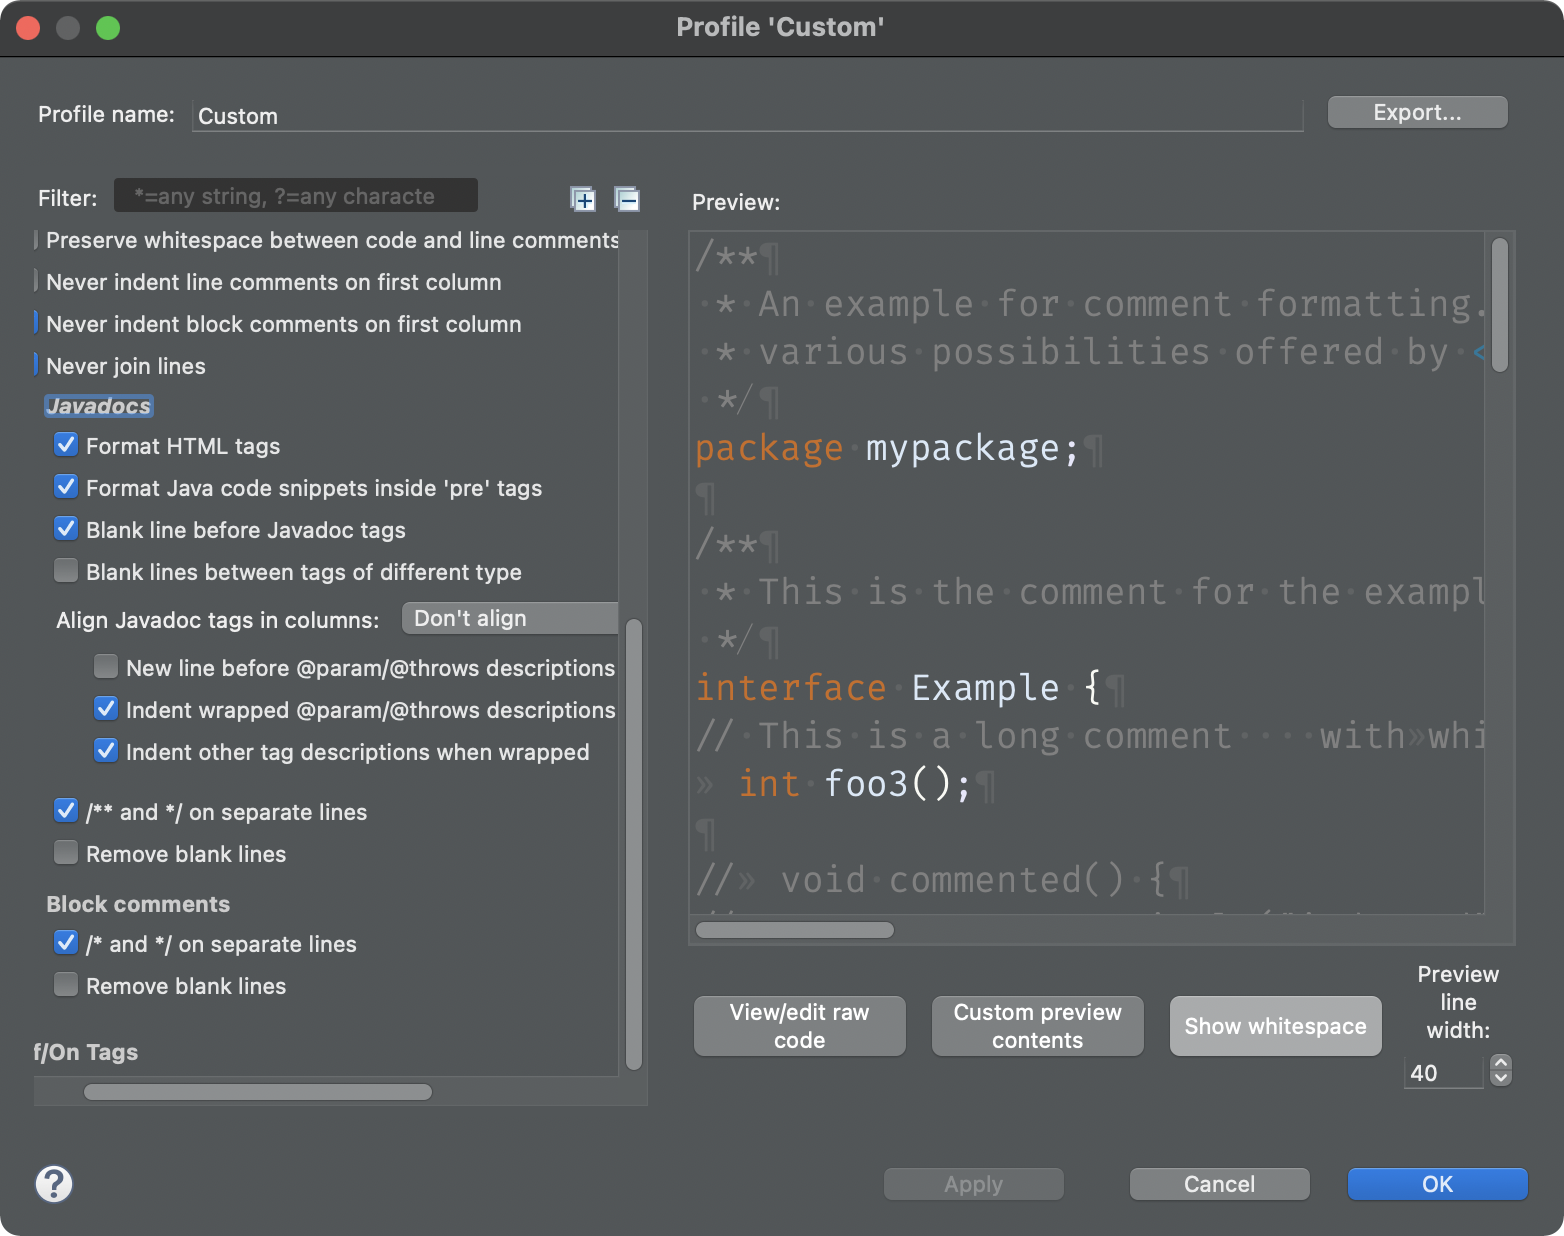 Profile 'Custom'
Profile name: Custom
Export...
Filter: *=any string, ?=any characte
Preserve whitespace between code and line comments
Never indent line comments on first column
Never indent block comments on first column
Never join lines
Javadocs
Format HTML tags
Format Java code snippets inside 'pre' tags
Blank line before Javadoc tags
Blank lines between tags of different type
Align Javadoc tags in columns: Don't align
New line before @param/@throws descriptions
Indent wrapped @param/@throws descriptions
Indent other tag descriptions when wrapped
/** and */ on separate lines
Remove blank lines
Block comments
/* and */ on separate lines
Remove blank lines
f/On Tags
Preview:
/**¶
·*·An·example·for·comment·formatting.
·*·various·possibilities·offered·by·<
·*/¶
package·mypackage;¶
¶
/**¶
·*·This·is·the·comment·for·the·exampl
·*/¶
interface·Example·{¶
//·This·is·a·long·comment····with»whi
» int·foo3();¶
¶
//» void·commented()·{¶
View/edit raw
code
Custom preview
contents
Show whitespace
Preview
line
width:
40
?
Apply
Cancel
OK